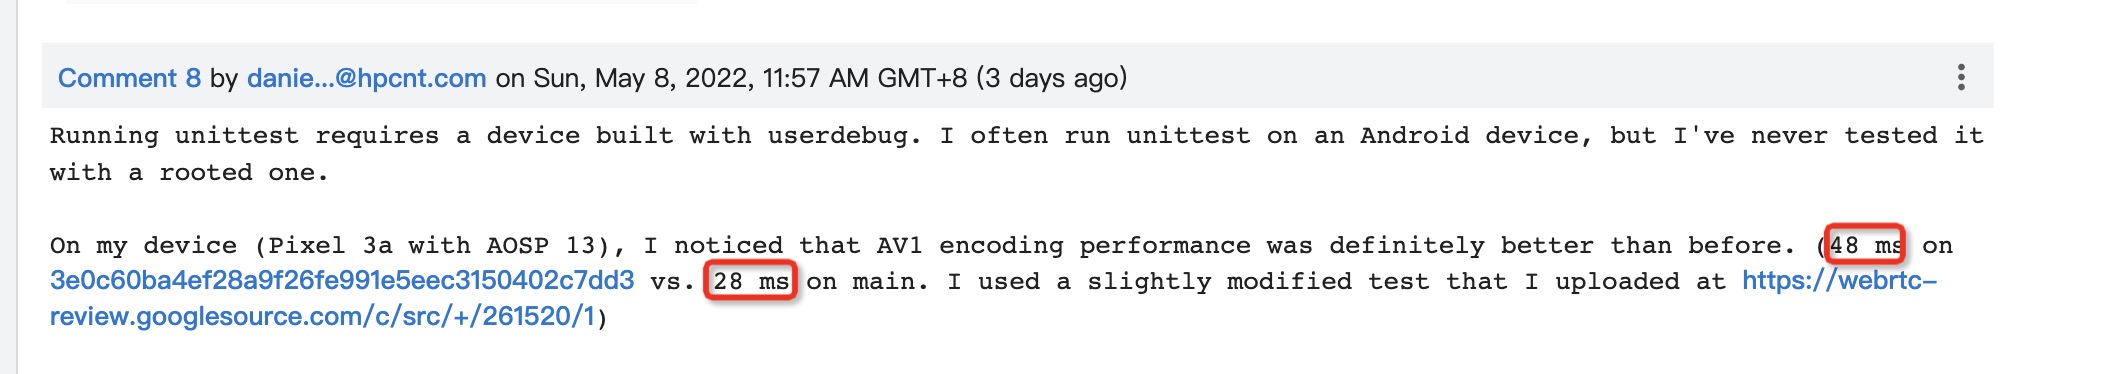 Comment 8 by danie...@hpcnt.com on Sun, May 8, 2022, 11:57 AM GMT+8 (3 days ago)
Running unittest requires a device built with userdebug. I often run unittest on an Android device, but I've never tested it
with a rooted one.
On my device (Pixel 3a with AOSP 13), I noticed that AV1 encoding performance was definitely better than before. (48 ms on
3e0c60ba4ef28a9f26fe991e5eec3150402c7dd3 vs. 28 ms on main. I used a slightly modified test that I uploaded at https://webrtc-
review.googlesource.com/c/src/+/261520/1)